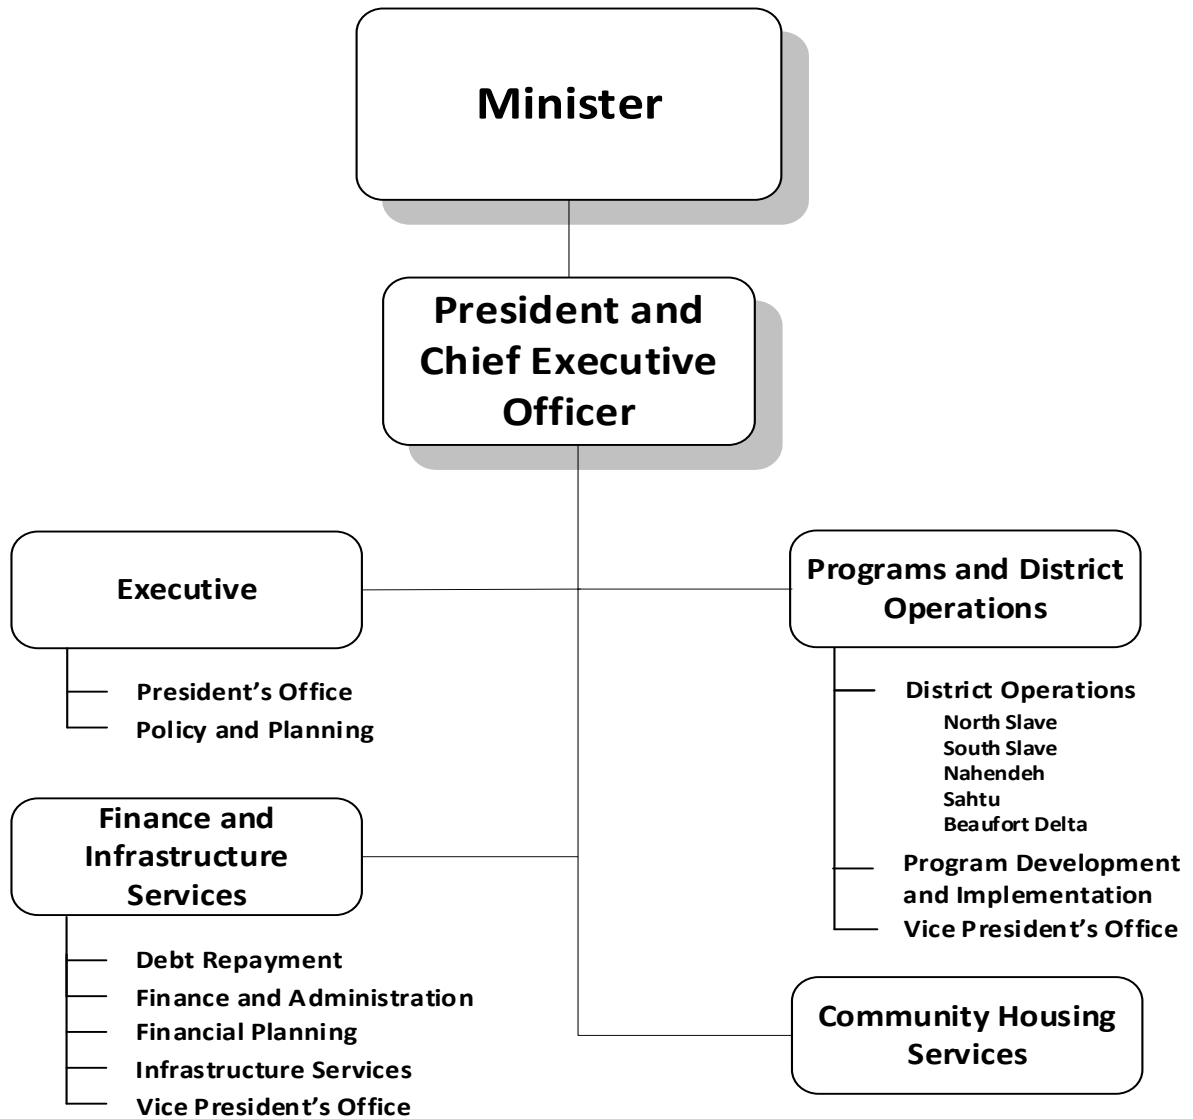 Minister
President and
Chief Executive
Officer
Executive
President's Office
Policy and Planning
Programs and District
Operations
District Operations
North Slave
South Slave
Nahendeh
Sahtu
Beaufort Delta
Program Development
and Implementation
Vice President's Office
Finance and
Infrastructure
Services
Debt Repayment
Finance and Administration
Financial Planning
Infrastructure Services
Vice President's Office
Community Housing
Services